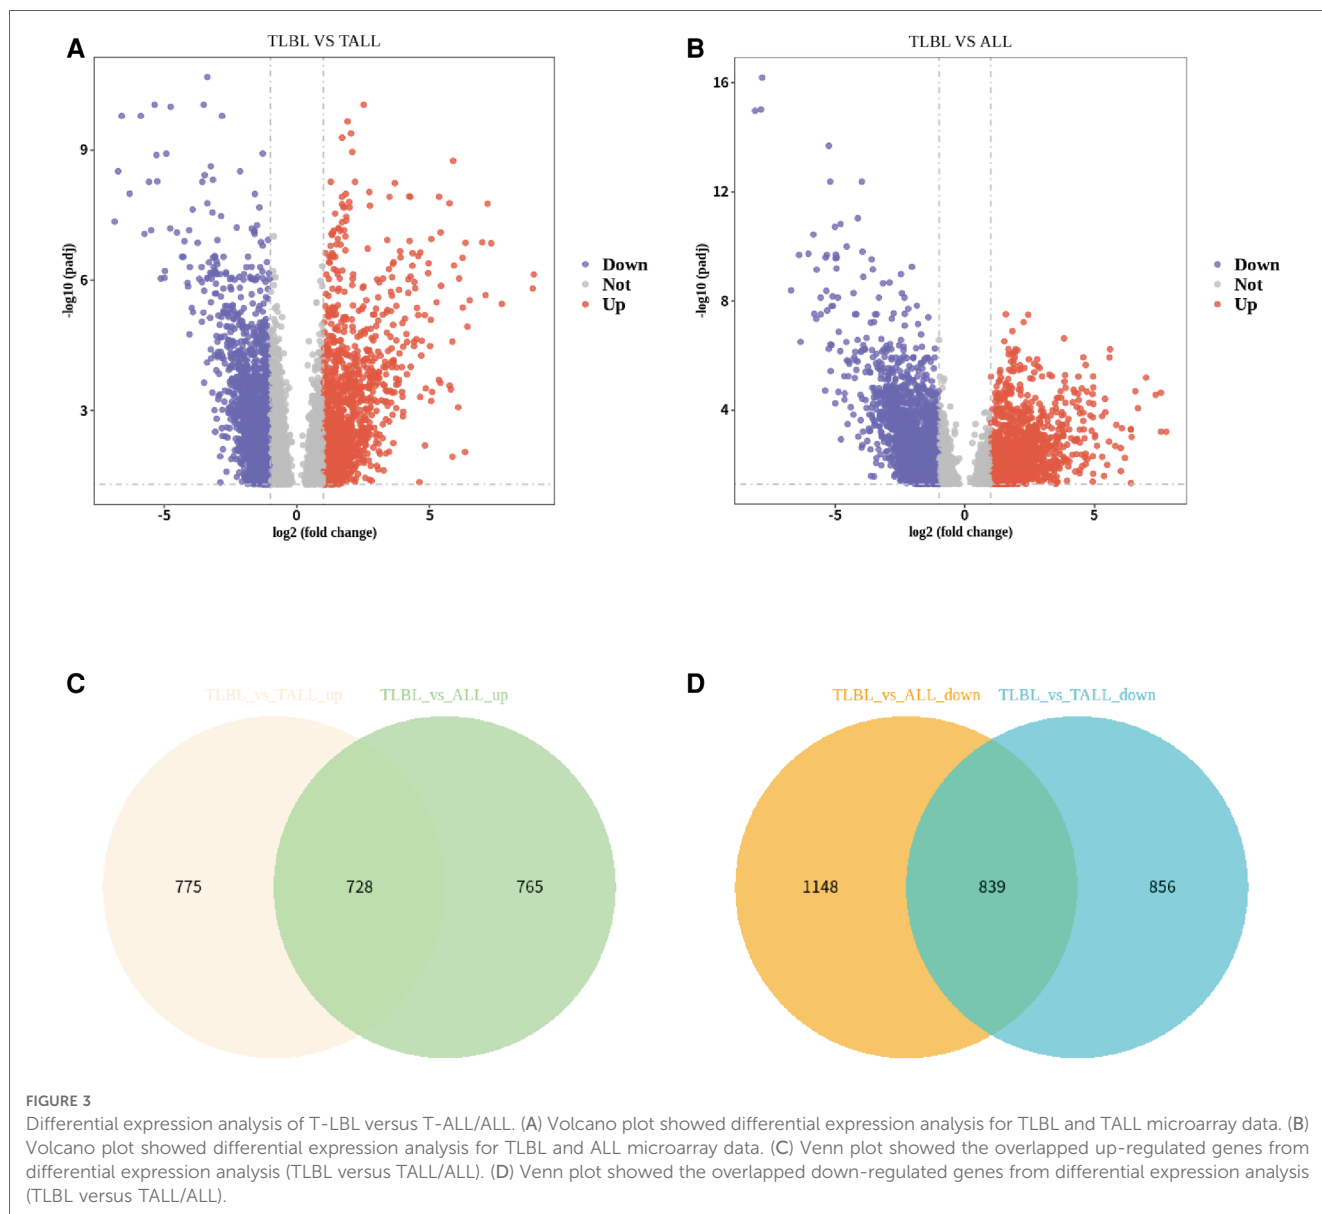 A
TLBL VS TALL
-log10 (padj)
9
6
3
-5
0
5
log2 (fold change)
Down
Not
Up
B
TLBL VS ALL
-log10 (padj)
16
12
8
4
-5
0
5
log2 (fold change)
Down
Not
Up
C
TLBL_vs_TALL_up
TLBL_vs_ALL_up
775
728
765
D
TLBL_vs_ALL_down
TLBL_vs_TALL_down
1148
839
856
FIGURE 3
Differential expression analysis of T-LBL versus T-ALL/ALL. (A) Volcano plot showed differential expression analysis for TLBL and TALL microarray data. (B)
Volcano plot showed differential expression analysis for TLBL and ALL microarray data. (C) Venn plot showed the overlapped up-regulated genes from
differential expression analysis (TLBL versus TALL/ALL). (D) Venn plot showed the overlapped down-regulated genes from differential expression analysis
(TLBL versus TALL/ALL).